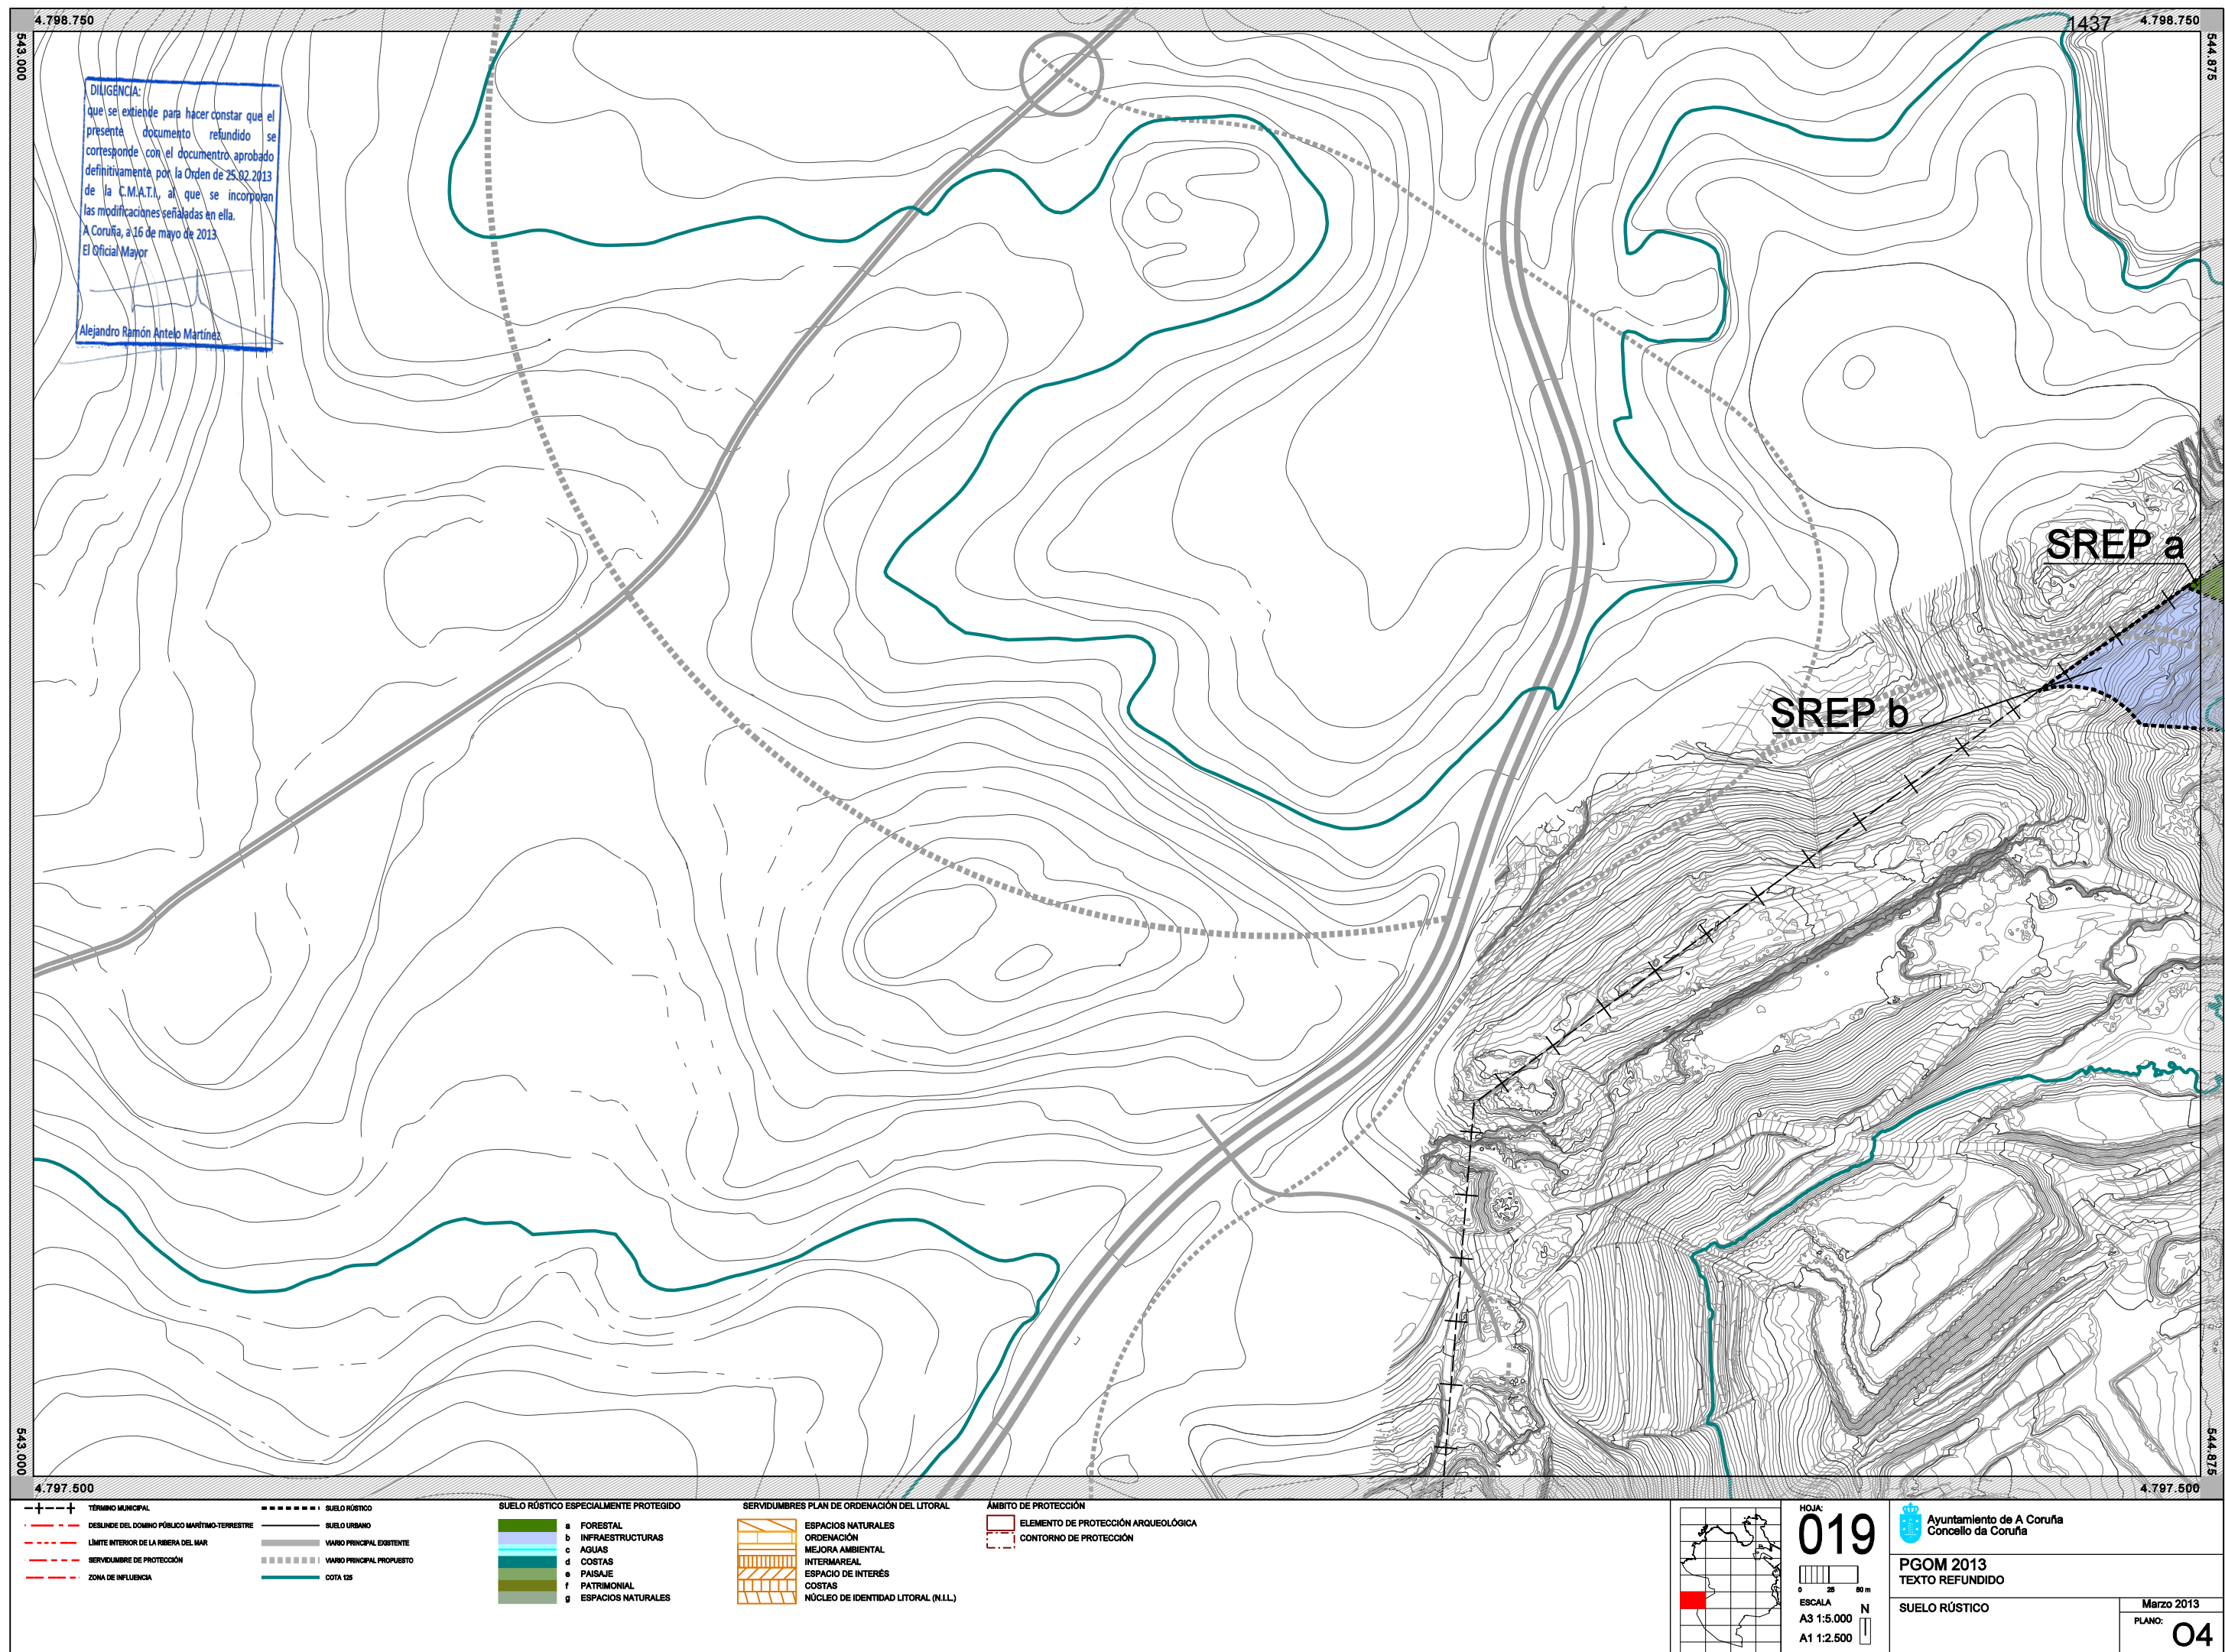 4.798.750
1437
4.798.750
543.000
544.875
DILIGENCIA:
que se extiende para hacer constar que el
presente documento refundido se
corresponde con el documentro aprobado
definitivamente por la Orden de 25.02.2013
de la C.M.A.T.I., al que se incorporan
las modificaciones señaladas en ella.
A Coruña, a 16 de mayo de 2013
El Oficial Mayor
Alejandro Ramón Antelo Martínez
SREP a
SREP b
543.000
544.875
4.797.500
4.797.500
TÉRMINO MUNICIPAL
DESLINDE DEL DOMINO PÚBLICO MARÍTIMO-TERRESTRE
LÍMITE INTERIOR DE LA RIBERA DEL MAR
SERVIDUMBRE DE PROTECCIÓN
ZONA DE INFLUENCIA
SUELO RÚSTICO
SUELO URBANO
VIARIO PRINCIPAL EXISTENTE
VIARIO PRINCIPAL PROPUESTO
COTA 125
SUELO RÚSTICO ESPECIALMENTE PROTEGIDO
a FORESTAL
b INFRAESTRUCTURAS
c AGUAS
d COSTAS
e PAISAJE
f PATRIMONIAL
g ESPACIOS NATURALES
SERVIDUMBRES PLAN DE ORDENACIÓN DEL LITORAL
ESPACIOS NATURALES
ORDENACIÓN
MEJORA AMBIENTAL
INTERMAREAL
ESPACIO DE INTERÉS
COSTAS
NÚCLEO DE IDENTIDAD LITORAL (N.I.L.)
ÁMBITO DE PROTECCIÓN
ELEMENTO DE PROTECCIÓN ARQUEOLÓGICA
CONTORNO DE PROTECCIÓN
HOJA:
019
0 25 50 m
ESCALA
A3 1:5.000
A1 1:2.500
N
Ayuntamiento de A Coruña
Concello da Coruña
PGOM 2013
TEXTO REFUNDIDO
SUELO RÚSTICO
Marzo 2013
PLANO:
O4